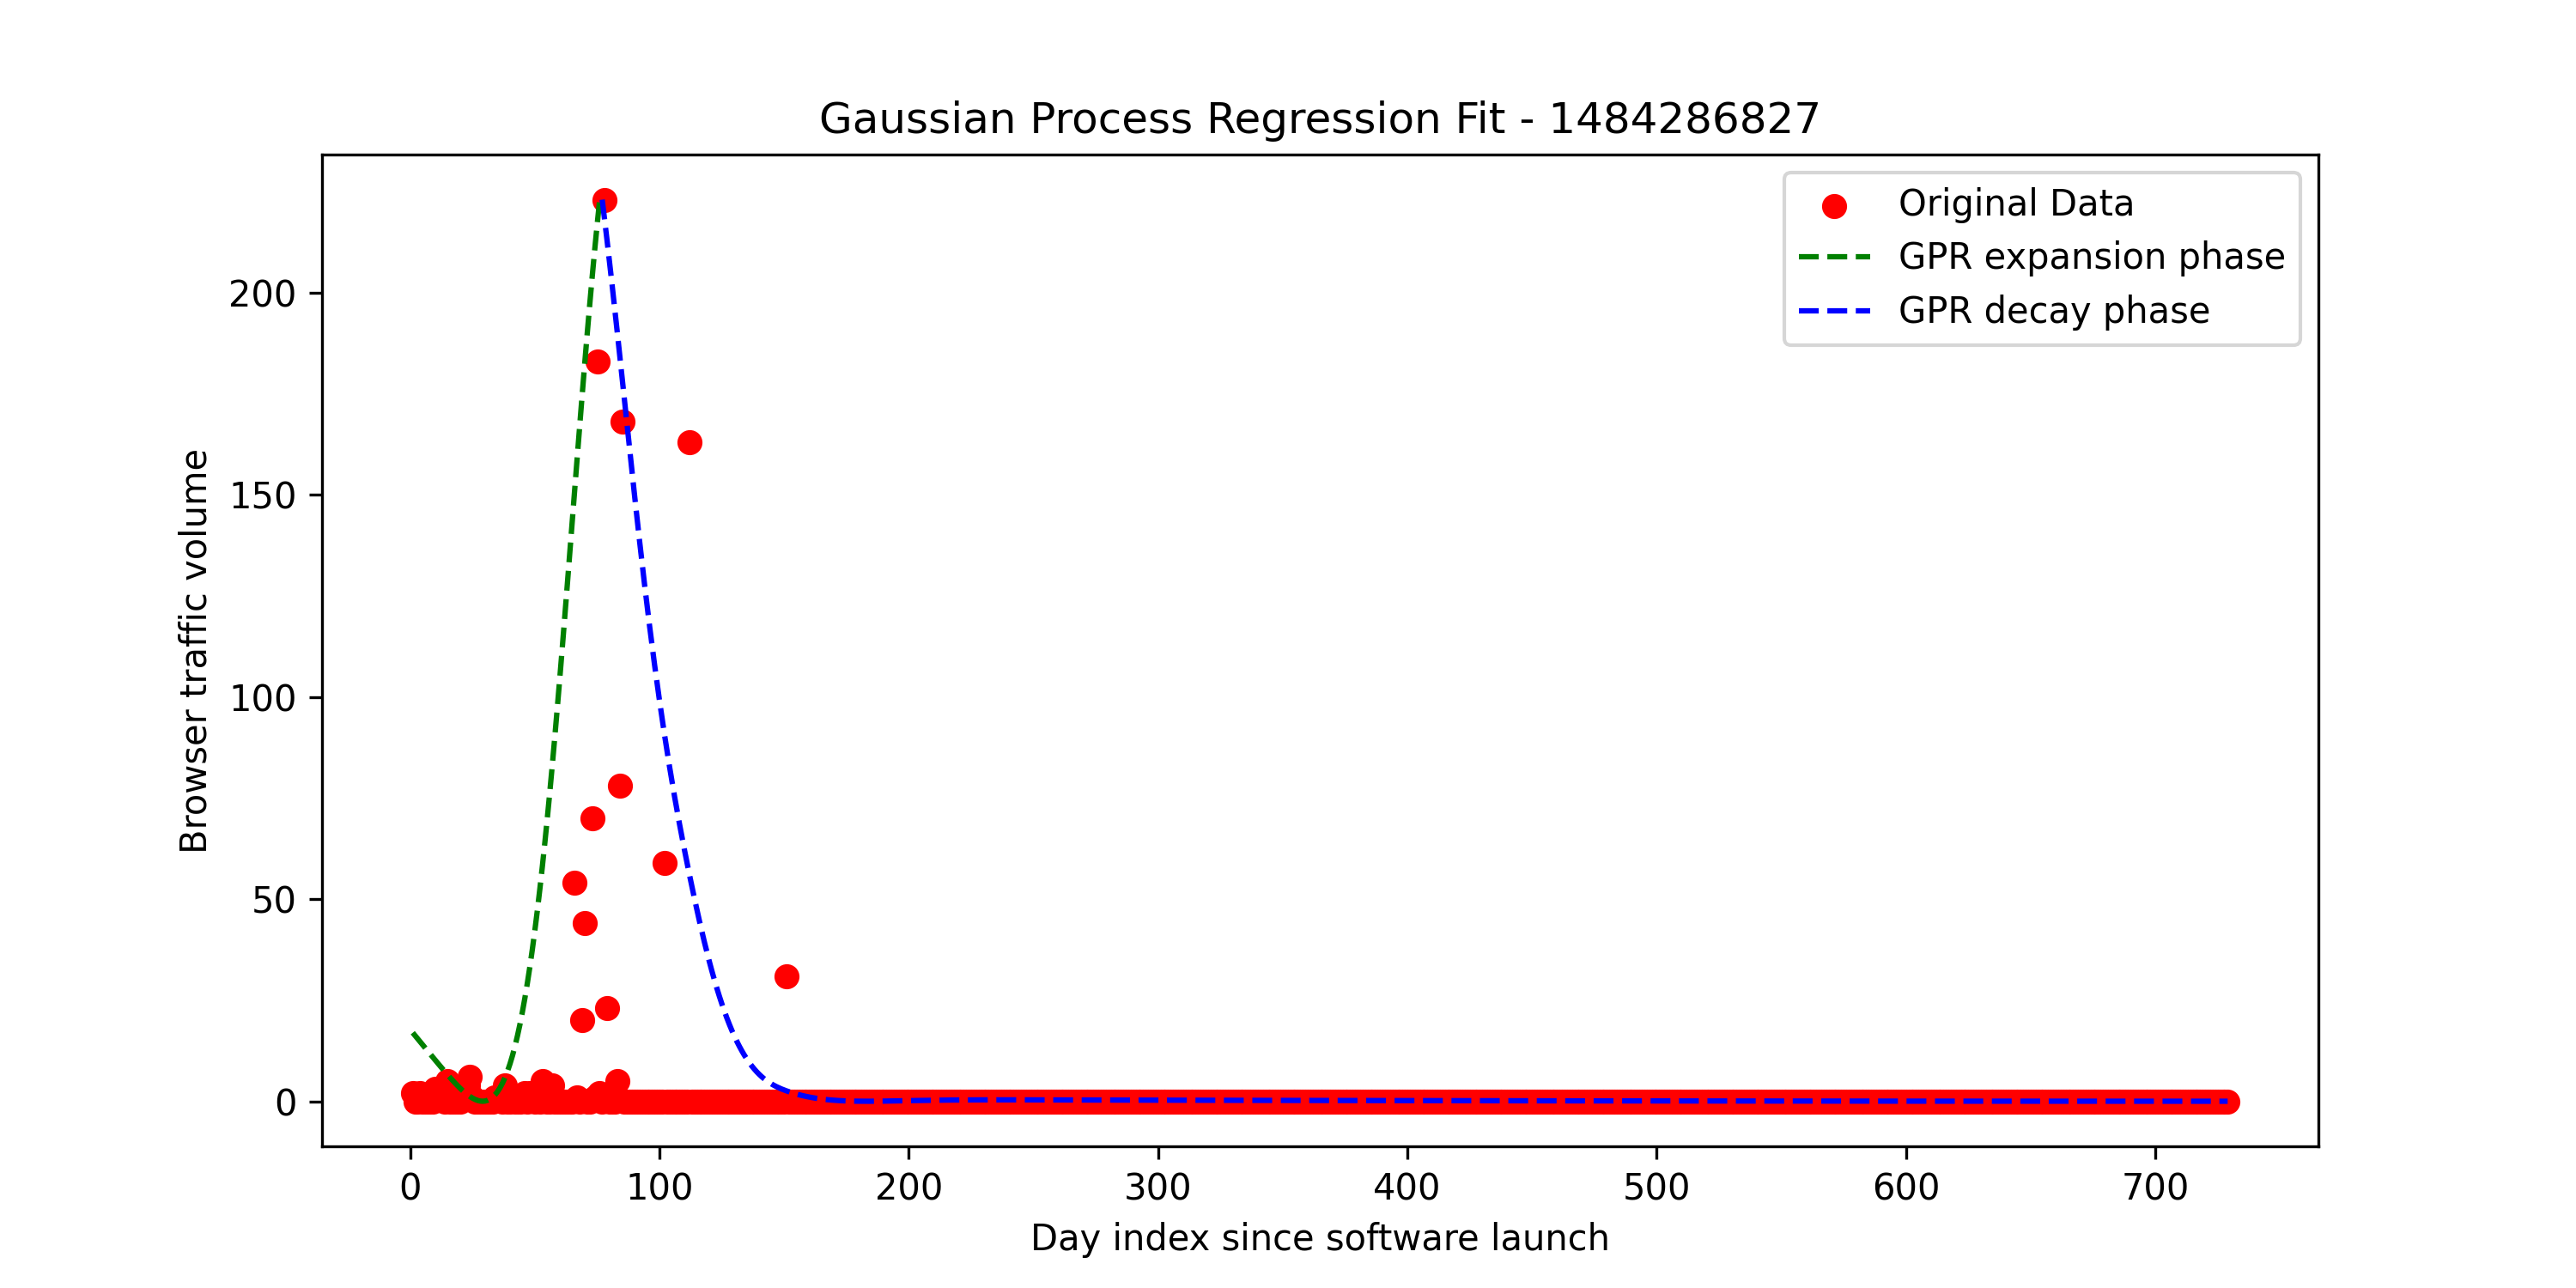 Gaussian Process Regression Fit - 1484286827
Original Data
GPR expansion phase
GPR decay phase
Browser traffic volume
200
150
100
50
0
0 100 200 300 400 500 600 700
Day index since software launch